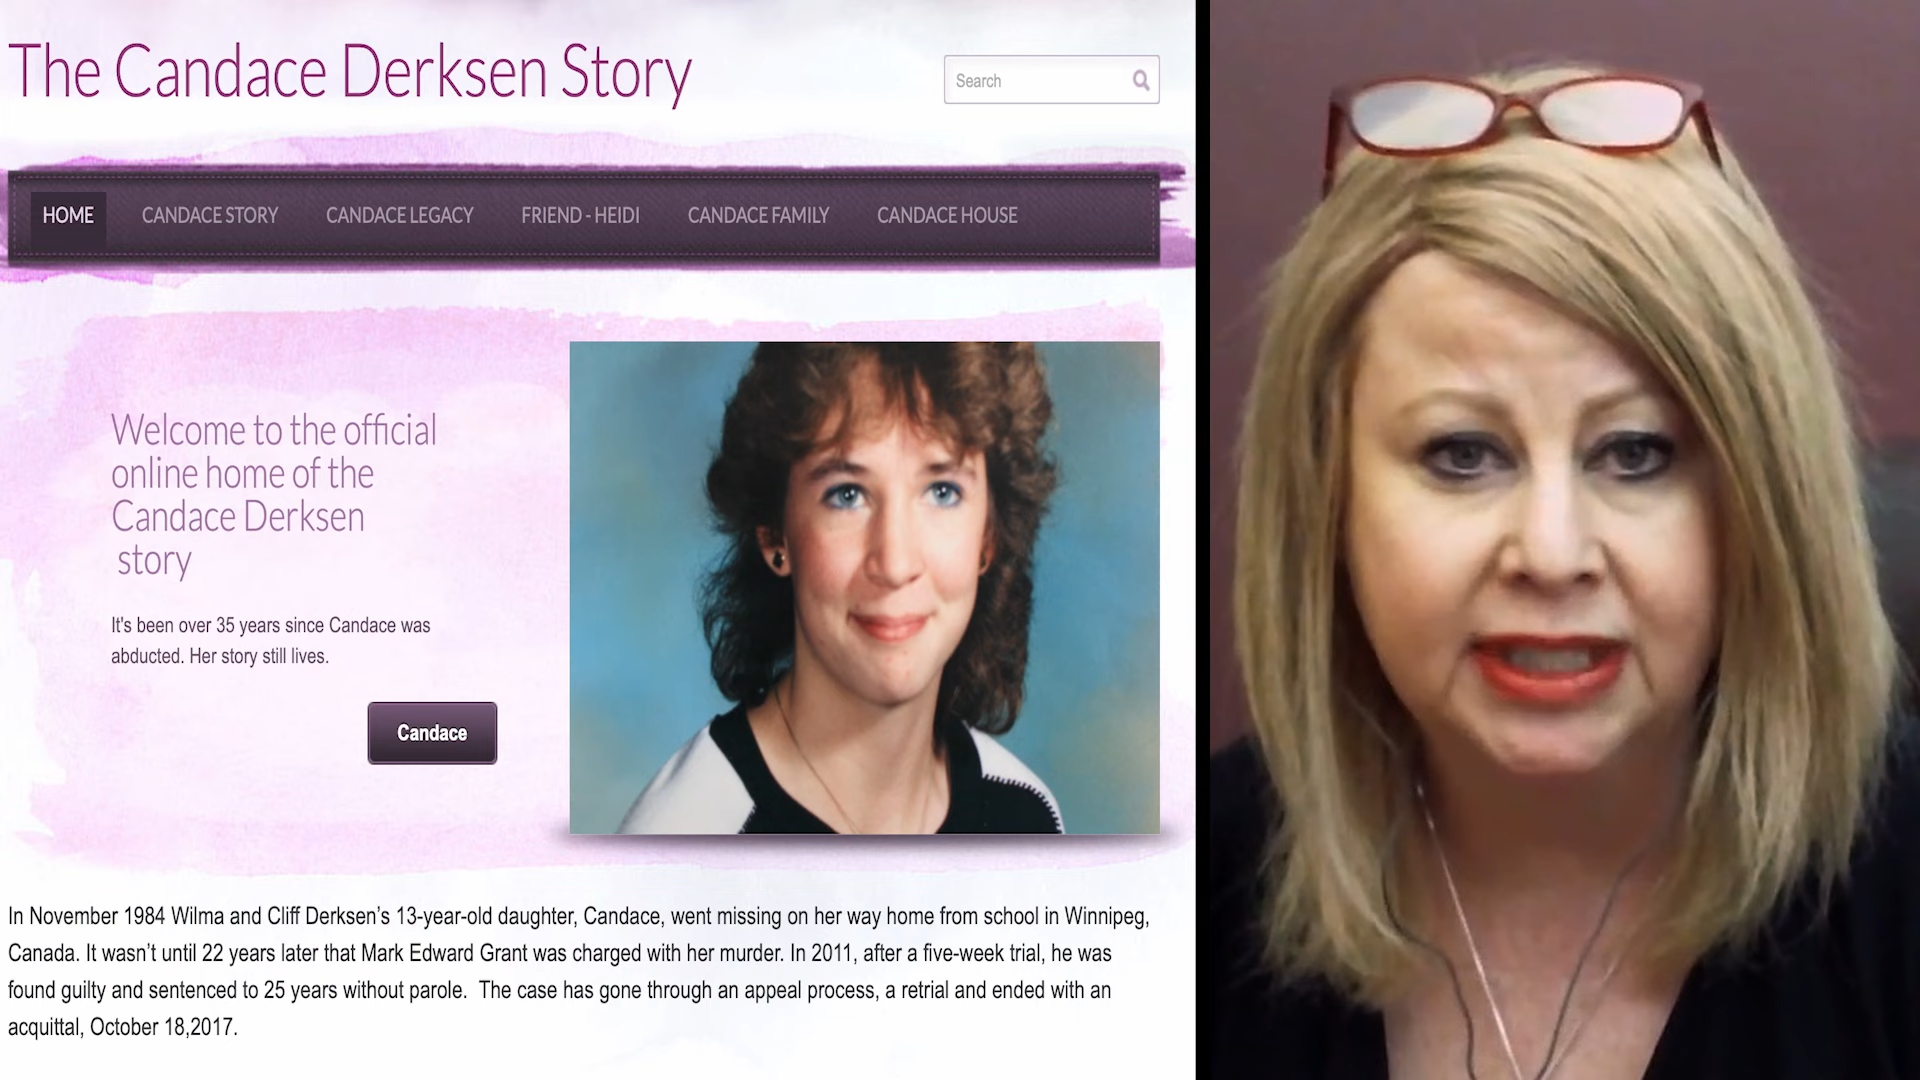 The Candace Derksen Story
Search
HOME
CANDACE STORY
CANDACE LEGACY
FRIEND - HEIDI
CANDACE FAMILY
CANDACE HOUSE
Welcome to the official
online home of the
Candace Derksen
story
It's been over 35 years since Candace was
abducted. Her story still lives.
Candace
In November 1984 Wilma and Cliff Derksen’s 13-year-old daughter, Candace, went missing on her way home from school in Winnipeg,
Canada. It wasn’t until 22 years later that Mark Edward Grant was charged with her murder. In 2011, after a five-week trial, he was
found guilty and sentenced to 25 years without parole.  The case has gone through an appeal process, a retrial and ended with an
acquittal, October 18,2017.